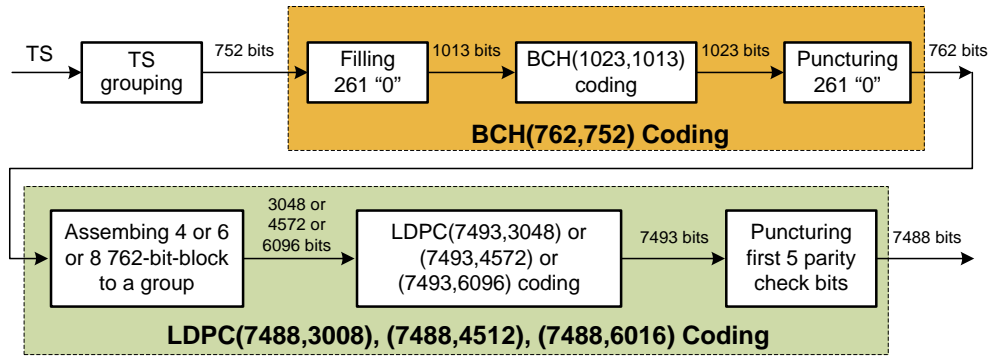 TS
TS
grouping
752 bits
Filling
261 “0”
1013 bits
BCH(1023,1013)
coding
1023 bits
Puncturing
261 “0”
762 bits
BCH(762,752) Coding
Assembing 4 or 6
or 8 762-bit-block
to a group
3048 or
4572 or
6096 bits
LDPC(7493,3048) or
(7493,4572) or
(7493,6096) coding
7493 bits
Puncturing
first 5 parity
check bits
7488 bits
LDPC(7488,3008), (7488,4512), (7488,6016) Coding